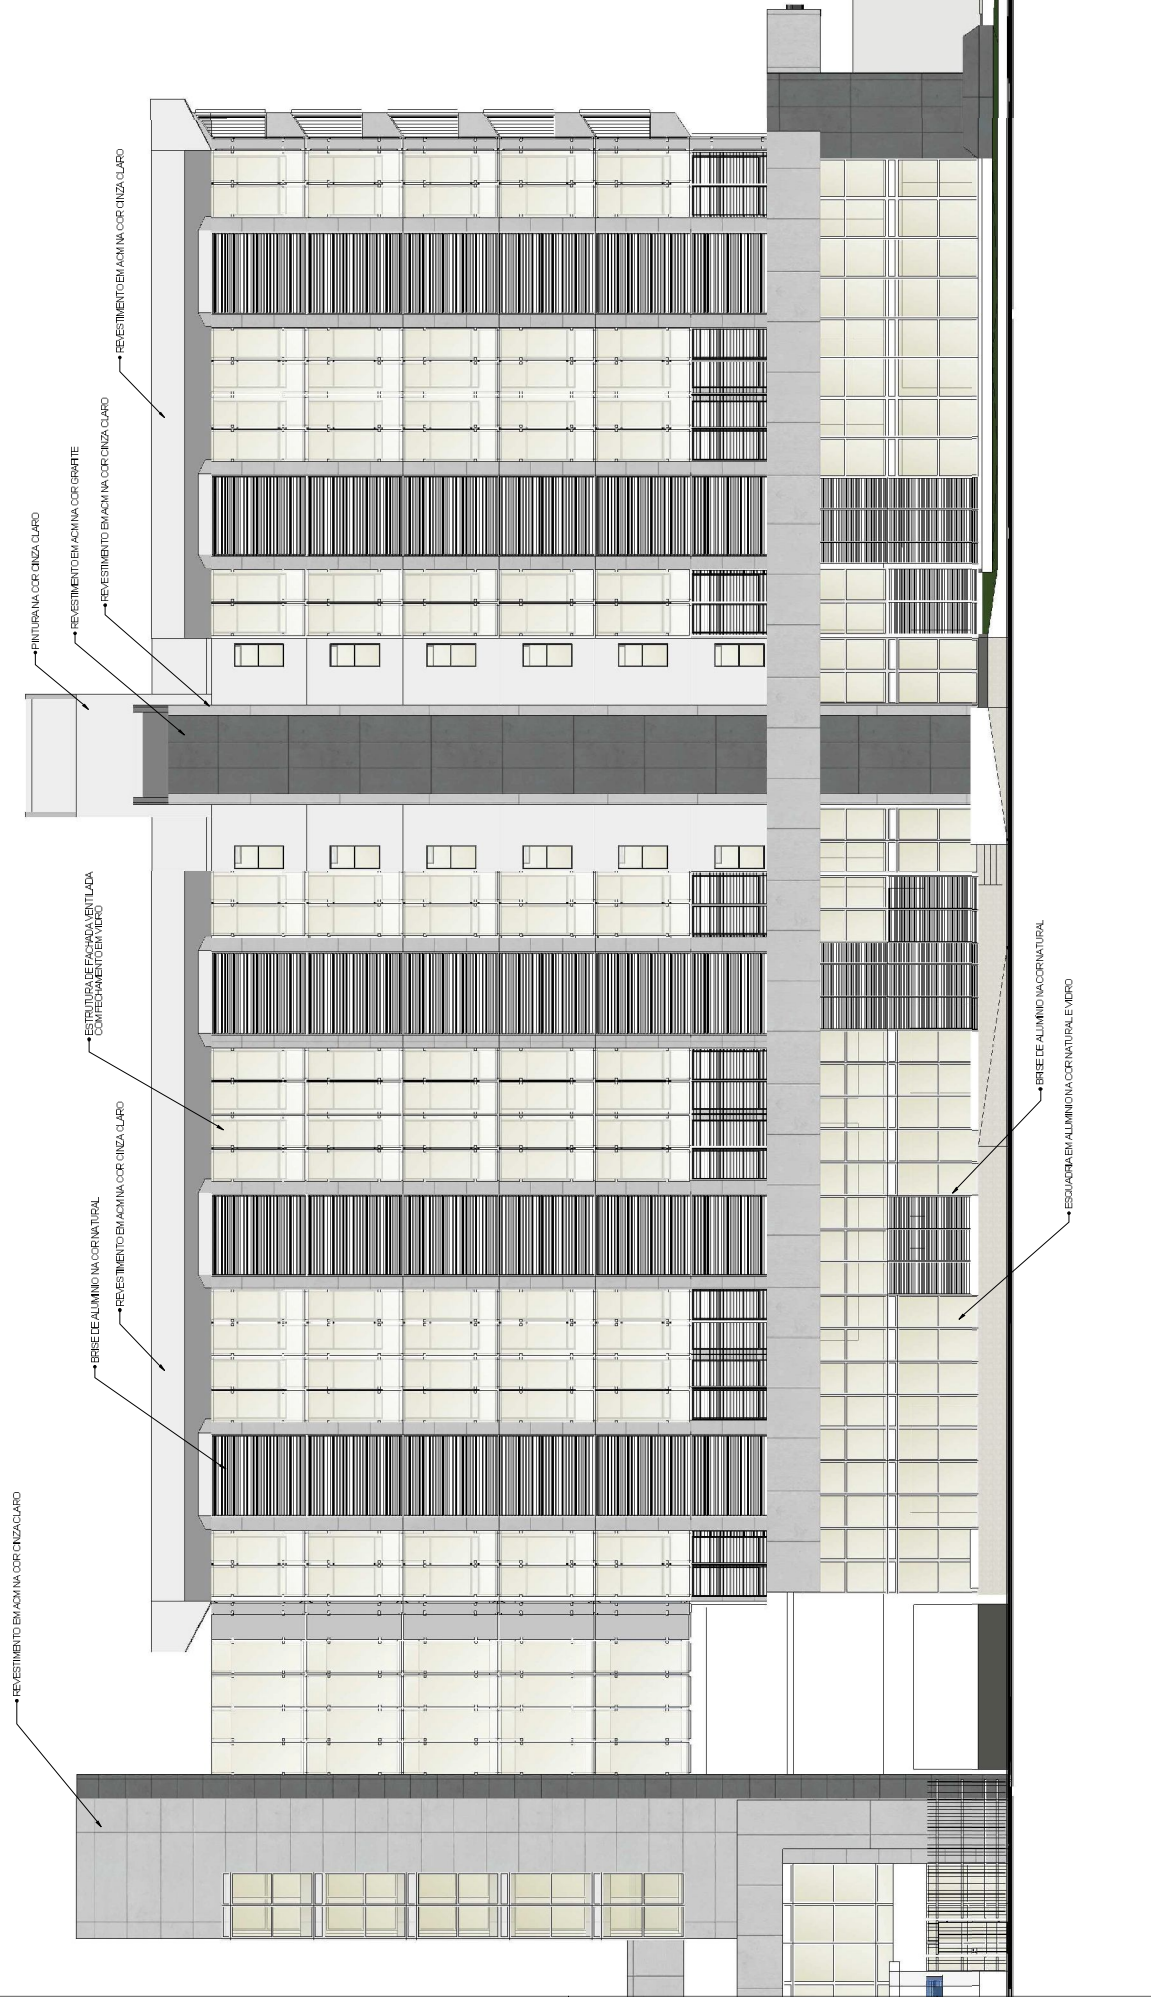 REVESTIMENTO EM ACM NA COR CINZA CLARO
BRISE DE ALUMÍNIO NA COR NATURAL
REVESTIMENTO EM ACM NA COR CINZA CLARO
ESTRUTURA DE FACHADA VENTILADA
COM FECHAMENTO EM VIDRO
PINTURA NA COR CINZA CLARO
REVESTIMENTO EM ACM NA COR GRAFITE
REVESTIMENTO EM ACM NA COR CINZA CLARO
REVESTIMENTO EM ACM NA COR CINZA CLARO
BRISE DE ALUMÍNIO NA COR NATURAL
ESQUADRIA EM ALUMINIO NA COR NATURAL E VIDRO